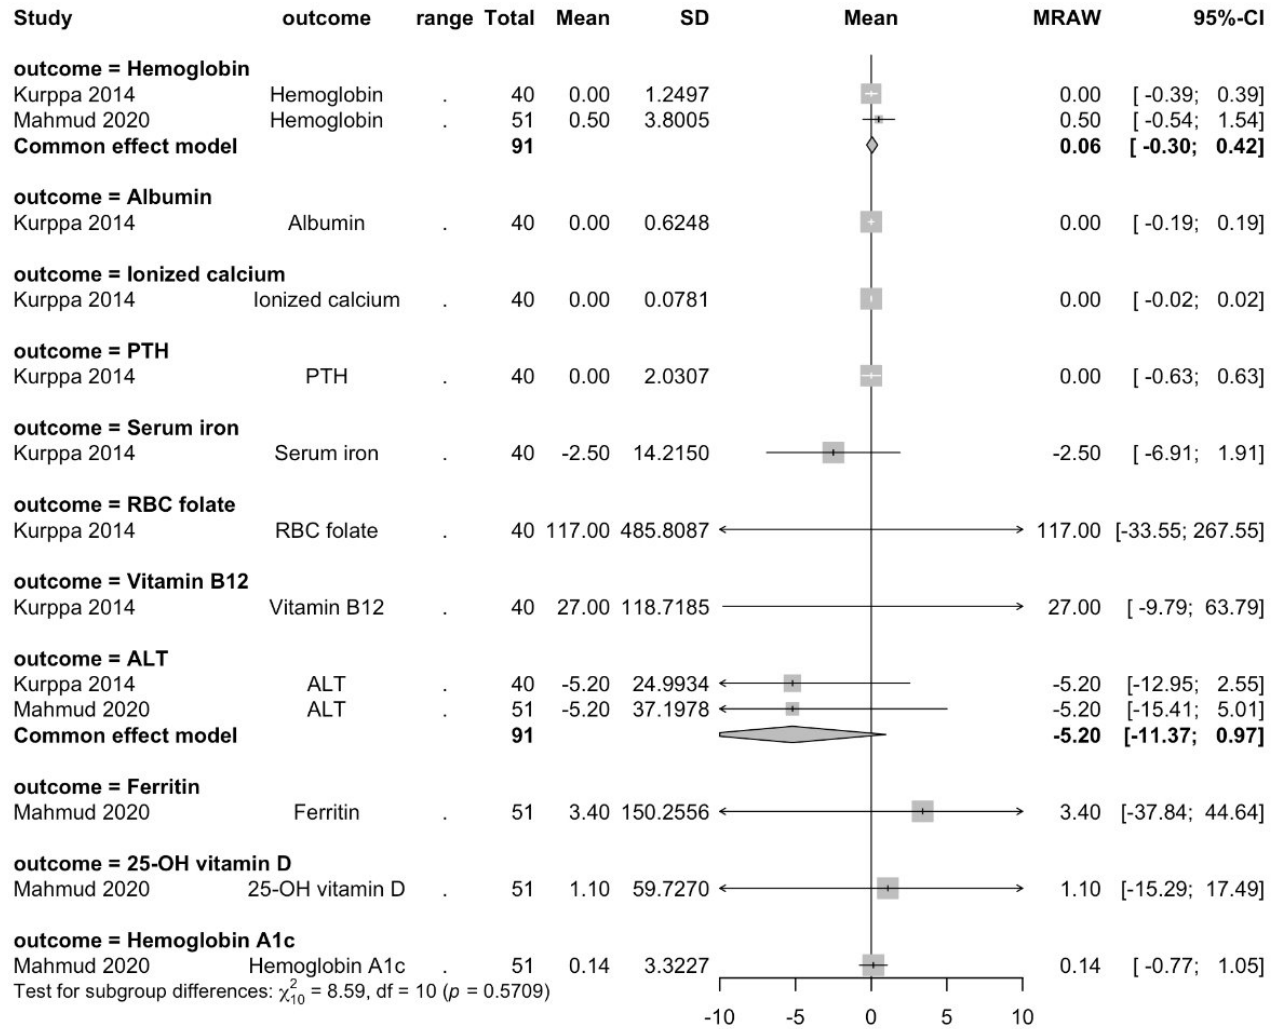 Study outcome range Total Mean SD Mean MRAW 95%-CI
outcome = Hemoglobin
Kurppa 2014 Hemoglobin . 40 0.00 1.2497 0.00 [ -0.39; 0.39]
Mahmud 2020 Hemoglobin . 51 0.50 3.8005 0.50 [ -0.54; 1.54]
Common effect model 91 0.06 [ -0.30; 0.42]
outcome = Albumin
Kurppa 2014 Albumin . 40 0.00 0.6248 0.00 [ -0.19; 0.19]
outcome = Ionized calcium
Kurppa 2014 Ionized calcium . 40 0.00 0.0781 0.00 [ -0.02; 0.02]
outcome = PTH
Kurppa 2014 PTH . 40 0.00 2.0307 0.00 [ -0.63; 0.63]
outcome = Serum iron
Kurppa 2014 Serum iron . 40 -2.50 14.2150 -2.50 [ -6.91; 1.91]
outcome = RBC folate
Kurppa 2014 RBC folate . 40 117.00 485.8087 117.00 [-33.55; 267.55]
outcome = Vitamin B12
Kurppa 2014 Vitamin B12 . 40 27.00 118.7185 27.00 [ -9.79; 63.79]
outcome = ALT
Kurppa 2014 ALT . 40 -5.20 24.9934 -5.20 [-12.95; 2.55]
Mahmud 2020 ALT . 51 -5.20 37.1978 -5.20 [-15.41; 5.01]
Common effect model 91 -5.20 [-11.37; 0.97]
outcome = Ferritin
Mahmud 2020 Ferritin . 51 3.40 150.2556 3.40 [-37.84; 44.64]
outcome = 25-OH vitamin D
Mahmud 2020 25-OH vitamin D . 51 1.10 59.7270 1.10 [-15.29; 17.49]
outcome = Hemoglobin A1c
Mahmud 2020 Hemoglobin A1c . 51 0.14 3.3227 0.14 [ -0.77; 1.05]
Test for subgroup differences: χ²₁₀ = 8.59, df = 10 (p = 0.5709)
-10 -5 0 5 10